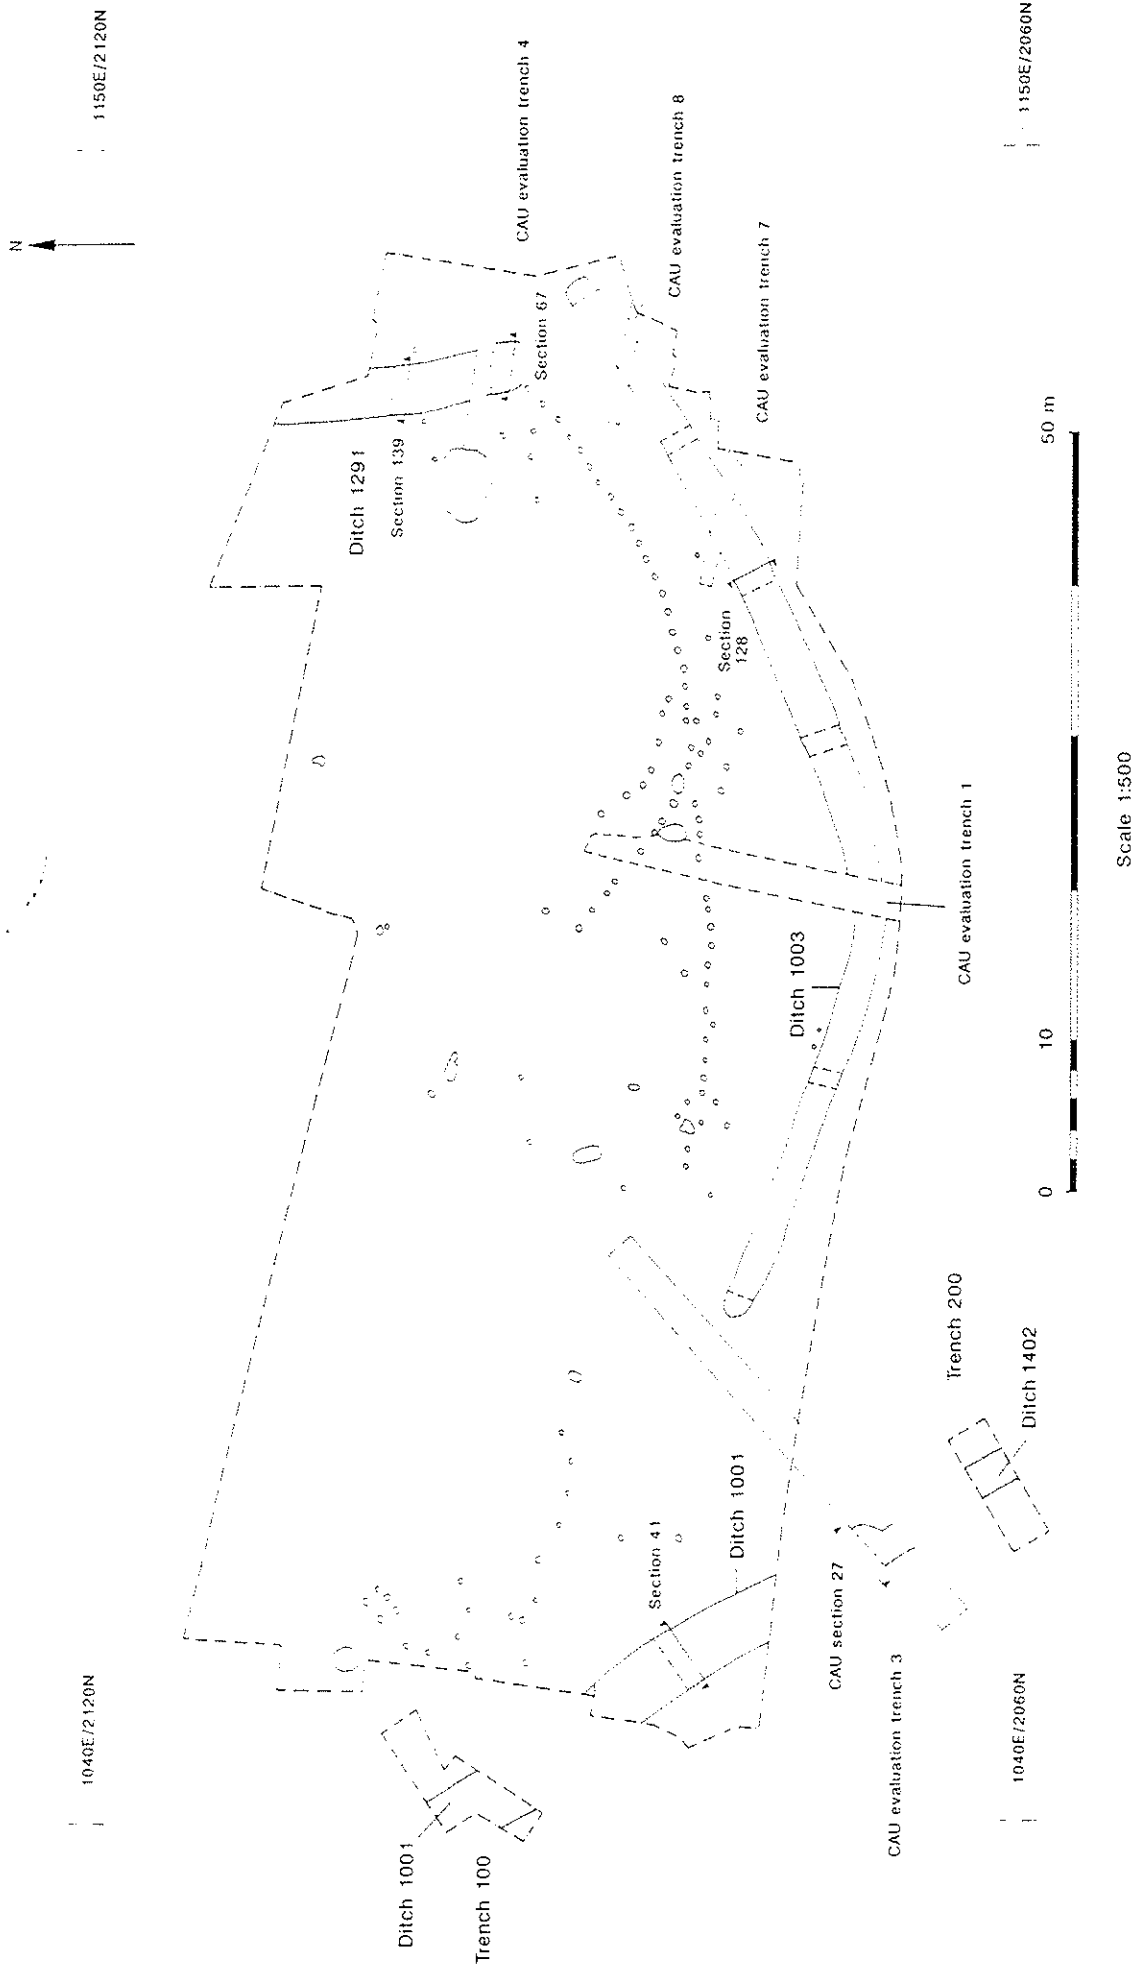 1150E/2120N
N
CAU evaluation trench 4
CAU evaluation trench 8
CAU evaluation trench 7
Section 67
Ditch 1291
Section 139
Section
128
1150E/2060N
50 m
10
0
Scale 1:500
CAU evaluation trench 1
Ditch 1003
Trench 200
Ditch 1402
Section 41
Ditch 1001
CAU section 27
CAU evaluation trench 3
1040E/2120N
1040E/2060N
Ditch 1001
Trench 100